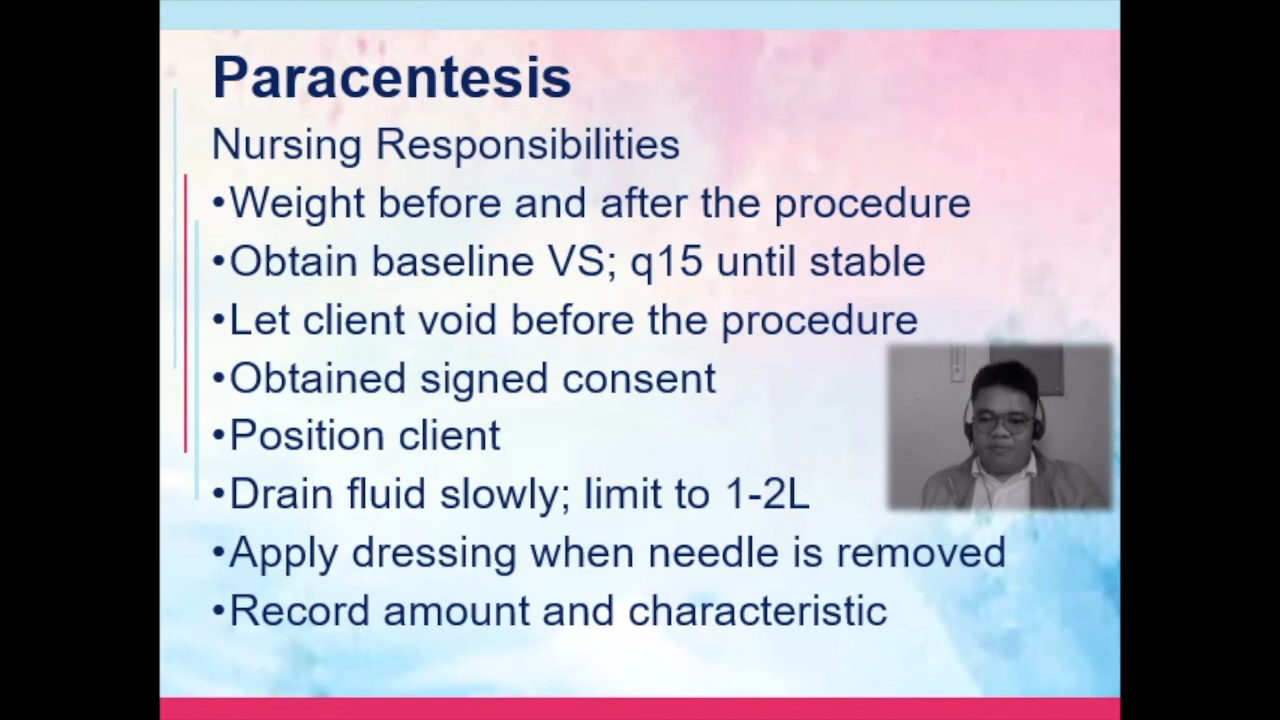 Paracentesis
Nursing Responsibilities
•Weight before and after the procedure
•Obtain baseline VS; q15 until stable
•Let client void before the procedure
•Obtained signed consent
•Position client
•Drain fluid slowly; limit to 1-2L
•Apply dressing when needle is removed
•Record amount and characteristic